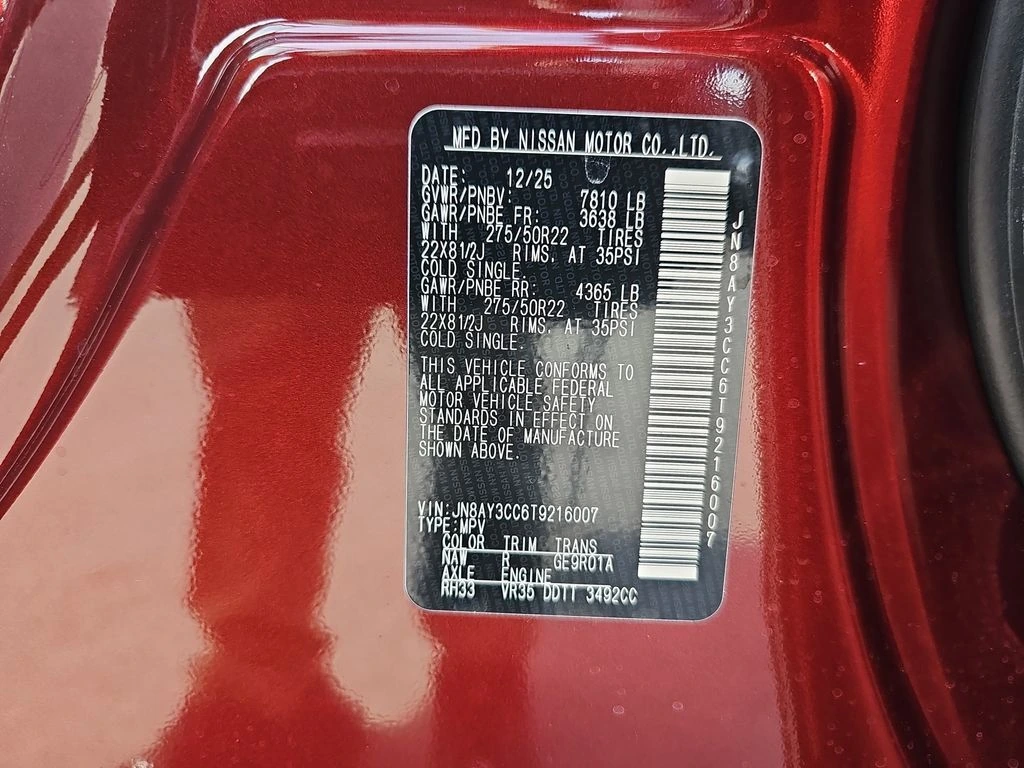 MFD BY NISSAN MOTOR CO.,LTD.
DATE: 12/25
GVWR/PNBV: 7810 LB
GAWR/PNBE FR: 3638 LB
WITH 275/50R22 TIRES
22X81/2J RIMS, AT 35PSI
COLD SINGLE.
GAWR/PNBE RR: 4365 LB
WITH 275/50R22 TIRES
22X81/2J RIMS, AT 35PSI
COLD SINGLE.
THIS VEHICLE CONFORMS TO
ALL APPLICABLE FEDERAL
MOTOR VEHICLE SAFETY
STANDARDS IN EFFECT ON
THE DATE OF MANUFACTURE
SHOWN ABOVE.
VIN:JN8AY3CC6T9216007
TYPE:MPV
COLOR TRIM TRANS
NAW R GE9R01A
AXLE ENGINE
RH33 VR35 DDTT 3492CC
JN8AY3CC6T9216007